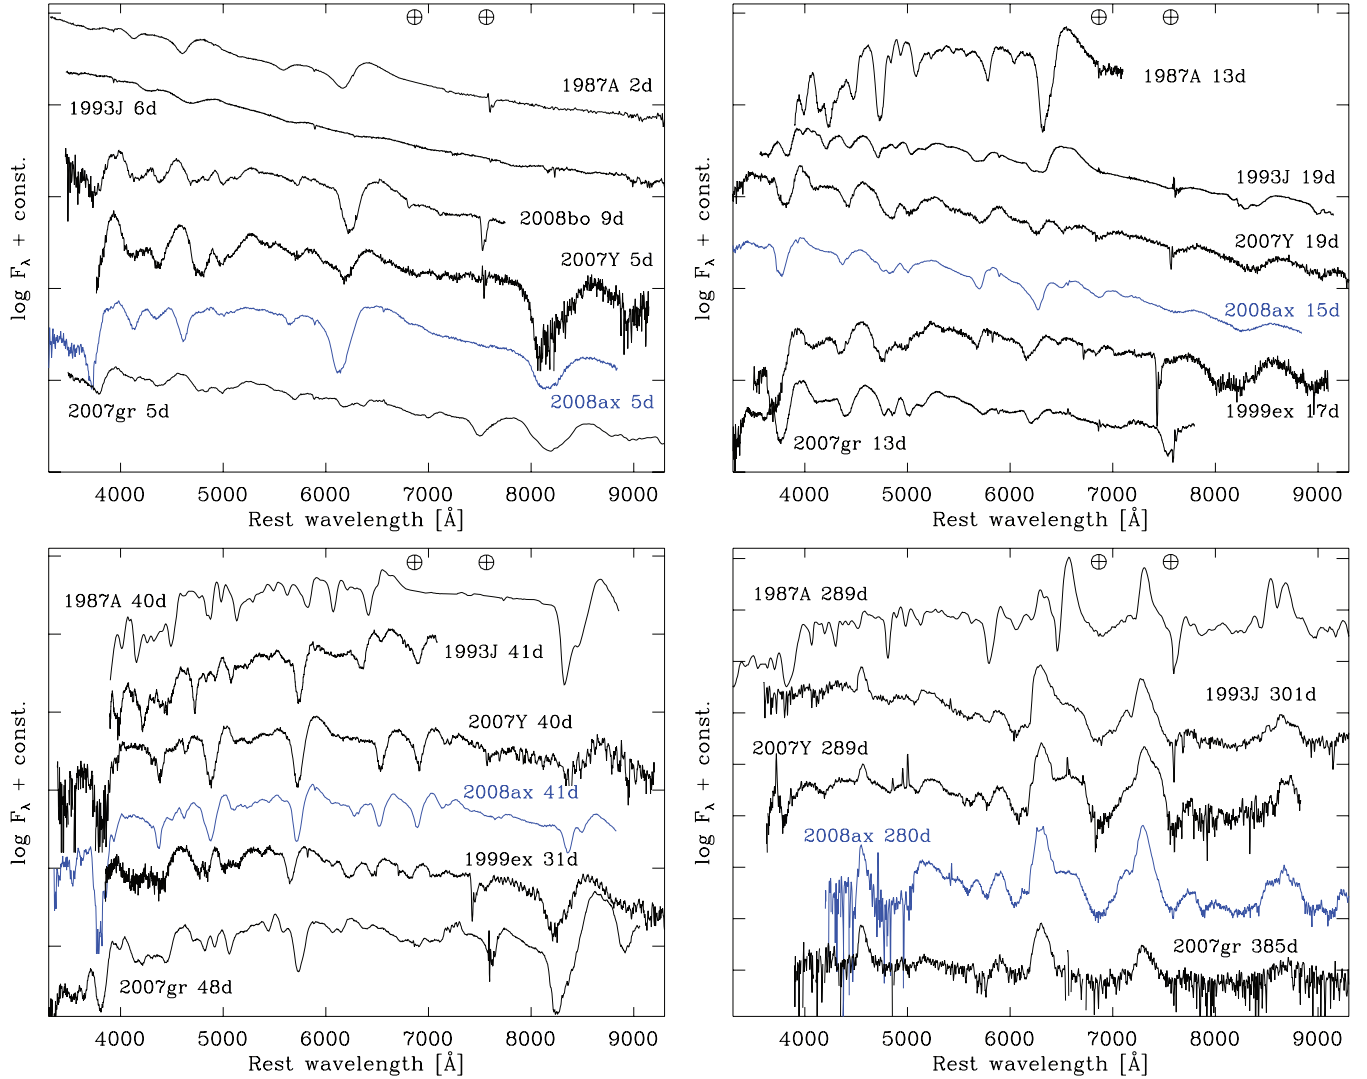 log Fλ + const.
1987A 2d
1993J 6d
2008bo 9d
2007Y 5d
2008ax 5d
2007gr 5d
4000 5000 6000 7000 8000 9000
Rest wavelength [Å]
log Fλ + const.
1987A 13d
1993J 19d
2007Y 19d
2008ax 15d
1999ex 17d
2007gr 13d
4000 5000 6000 7000 8000 9000
Rest wavelength [Å]
log Fλ + const.
1987A 40d
1993J 41d
2007Y 40d
2008ax 41d
1999ex 31d
2007gr 48d
4000 5000 6000 7000 8000 9000
Rest wavelength [Å]
log Fλ + const.
1987A 289d
1993J 301d
2007Y 289d
2008ax 280d
2007gr 385d
4000 5000 6000 7000 8000 9000
Rest wavelength [Å]